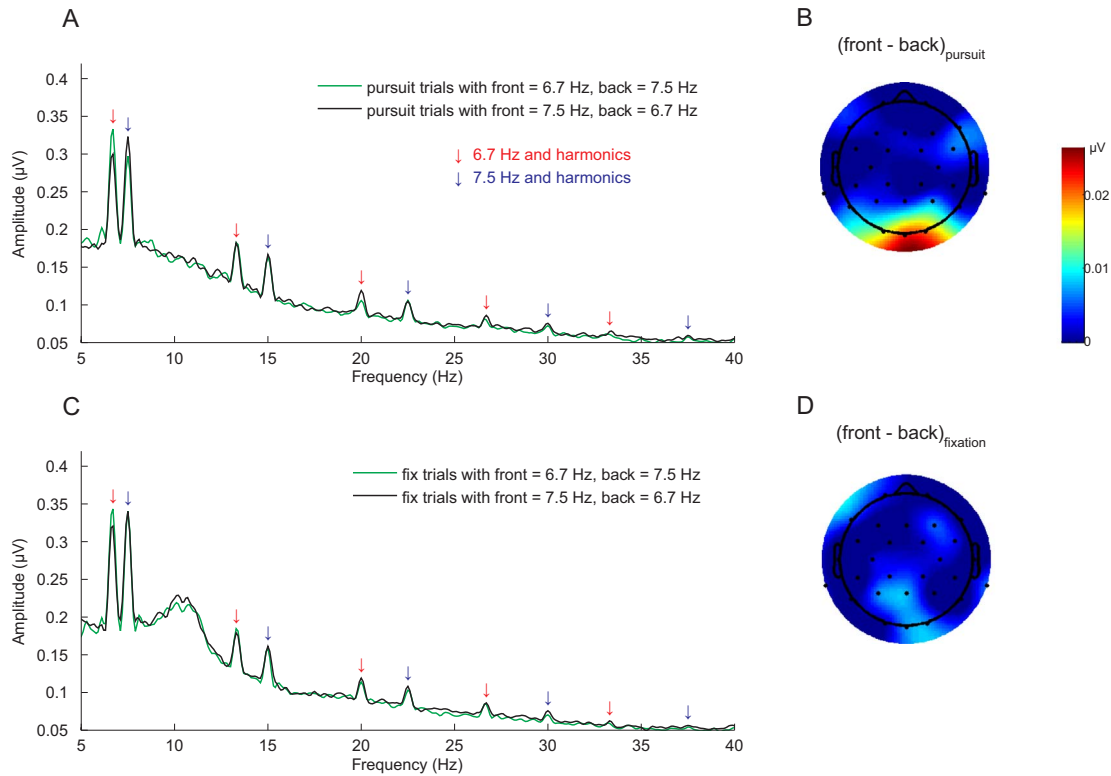 A
B
(front - back)pursuit
pursuit trials with front = 6.7 Hz, back = 7.5 Hz
pursuit trials with front = 7.5 Hz, back = 6.7 Hz
↓ 6.7 Hz and harmonics
↓ 7.5 Hz and harmonics
Amplitude (µV)
0.4
0.35
0.3
0.25
0.2
0.15
0.1
0.05
5 10 15 20 25 30 35 40
Frequency (Hz)
µV
0.02
0.01
0
C
D
(front - back)fixation
fix trials with front = 6.7 Hz, back = 7.5 Hz
fix trials with front = 7.5 Hz, back = 6.7 Hz
Amplitude (µV)
0.4
0.35
0.3
0.25
0.2
0.15
0.1
0.05
5 10 15 20 25 30 35 40
Frequency (Hz)